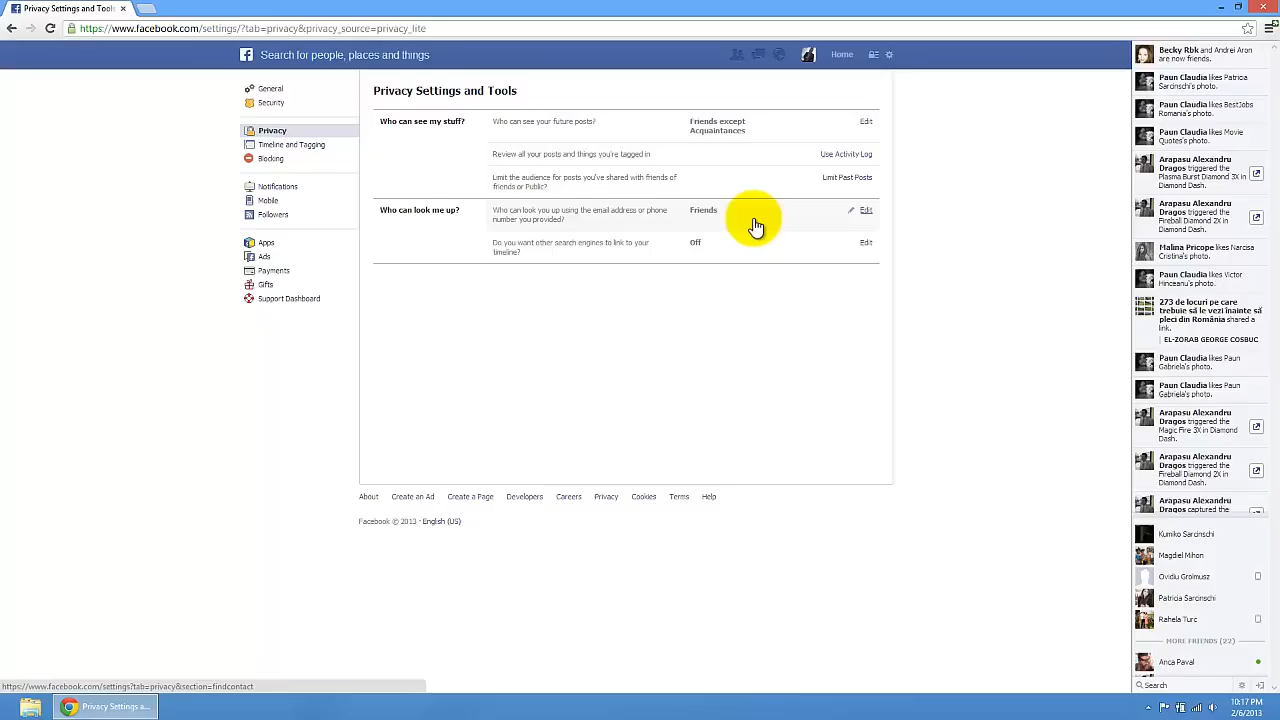 Privacy Settings and Tools
https://www.facebook.com/settings/?tab=privacy&privacy_source=privacy_lite
Search for people, places and things
Home
General
Security
Privacy
Timeline and Tagging
Blocking
Notifications
Mobile
Followers
Apps
Ads
Payments
Gifts
Support Dashboard
Privacy Settings and Tools
Who can see my stuff?
Who can see your future posts?
Friends except
Acquaintances
Edit
Review all your posts and things you're tagged in
Use Activity Log
Limit the audience for posts you've shared with friends of
friends or Public?
Limit Past Posts
Who can look me up?
Who can look you up using the email address or phone
number you provided?
Friends
Edit
Do you want other search engines to link to your
timeline?
Off
Edit
About Create an Ad Create a Page Developers Careers Privacy Cookies Terms Help
Facebook © 2013 · English (US)
Becky Rbk and Andrei Aron
are now friends.
Paun Claudia likes Patricia
Sarcinschi's photo.
Paun Claudia likes BestJobs
Romania's photo.
Paun Claudia likes Movie
Quotes's photo.
Arapasu Alexandru
Dragos triggered the
Plasma Burst Diamond 3X in
Diamond Dash.
Arapasu Alexandru
Dragos triggered the
Fireball Diamond 2X in
Diamond Dash.
Malina Pricope likes Narcisa
Cristina's photo.
Paun Claudia likes Victor
Hinceanu's photo.
273 de locuri pe care
trebuie să le vezi înainte să
pleci din România shared a
link.
EL-ZORAB GEORGE COSBUC
Paun Claudia likes Paun
Gabriela's photo.
Paun Claudia likes Paun
Gabriela's photo.
Arapasu Alexandru
Dragos triggered the
Magic Fire 3X in Diamond
Dash.
Arapasu Alexandru
Dragos triggered the
Fireball Diamond 2X in
Diamond Dash.
Arapasu Alexandru
Dragos captured the
Kumiko Sarcinschi
Magdiel Mihon
Ovidiu Grolmusz
Patricia Sarcinschi
Rahela Turc
MORE FRIENDS (22)
Anca Paval
Search
https://www.facebook.com/settings?tab=privacy&section=findcontact
Privacy Settings a...
10:17 PM
2/6/2013